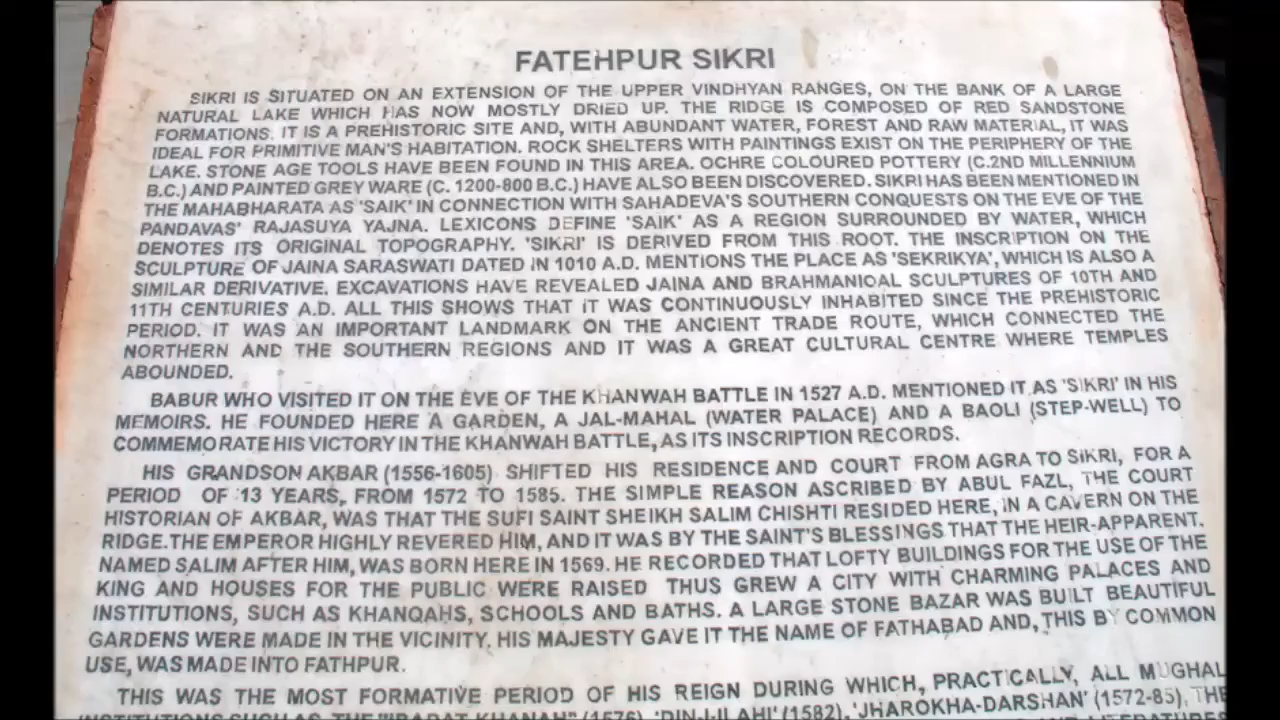 FATEHPUR SIKRI
SIKRI IS SITUATED ON AN EXTENSION OF THE UPPER VINDHYAN RANGES, ON THE BANK OF A LARGE
NATURAL LAKE WHICH HAS NOW MOSTLY DRIED UP. THE RIDGE IS COMPOSED OF RED SANDSTONE
FORMATIONS. IT IS A PREHISTORIC SITE AND, WITH ABUNDANT WATER, FOREST AND RAW MATERIAL, IT WAS
IDEAL FOR PRIMITIVE MAN'S HABITATION. ROCK SHELTERS WITH PAINTINGS EXIST ON THE PERIPHERY OF THE
LAKE. STONE AGE TOOLS HAVE BEEN FOUND IN THIS AREA. OCHRE COLOURED POTTERY (C.2ND MILLENNIUM
B.C.) AND PAINTED GREY WARE (C. 1200-800 B.C.) HAVE ALSO BEEN DISCOVERED. SIKRI HAS BEEN MENTIONED IN
THE MAHABHARATA AS 'SAIK' IN CONNECTION WITH SAHADEVA'S SOUTHERN CONQUESTS ON THE EVE OF THE
PANDAVAS' RAJASUYA YAJNA. LEXICONS DEFINE 'SAIK' AS A REGION SURROUNDED BY WATER, WHICH
DENOTES ITS ORIGINAL TOPOGRAPHY. 'SIKRI' IS DERIVED FROM THIS ROOT. THE INSCRIPTION ON THE
SCULPTURE OF JAINA SARASWATI DATED IN 1010 A.D. MENTIONS THE PLACE AS 'SEKRIKYA', WHICH IS ALSO A
SIMILAR DERIVATIVE. EXCAVATIONS HAVE REVEALED JAINA AND BRAHMANICAL SCULPTURES OF 10TH AND
11TH CENTURIES A.D. ALL THIS SHOWS THAT IT WAS CONTINUOUSLY INHABITED SINCE THE PREHISTORIC
PERIOD. IT WAS AN IMPORTANT LANDMARK ON THE ANCIENT TRADE ROUTE, WHICH CONNECTED THE
NORTHERN AND THE SOUTHERN REGIONS AND IT WAS A GREAT CULTURAL CENTRE WHERE TEMPLES
ABOUNDED.
BABUR WHO VISITED IT ON THE EVE OF THE KHANWAH BATTLE IN 1527 A.D. MENTIONED IT AS 'SIKRI' IN HIS
MEMOIRS. HE FOUNDED HERE A GARDEN, A JAL-MAHAL (WATER PALACE) AND A BAOLI (STEP-WELL) TO
COMMEMORATE HIS VICTORY IN THE KHANWAH BATTLE, AS ITS INSCRIPTION RECORDS.
HIS GRANDSON AKBAR (1556-1605) SHIFTED HIS RESIDENCE AND COURT FROM AGRA TO SIKRI, FOR A
PERIOD OF 13 YEARS, FROM 1572 TO 1585. THE SIMPLE REASON ASCRIBED BY ABUL FAZL, THE COURT
HISTORIAN OF AKBAR, WAS THAT THE SUFI SAINT SHEIKH SALIM CHISHTI RESIDED HERE, IN A CAVERN ON THE
RIDGE. THE EMPEROR HIGHLY REVERED HIM, AND IT WAS BY THE SAINT'S BLESSINGS THAT THE HEIR-APPARENT.
NAMED SALIM AFTER HIM, WAS BORN HERE IN 1569. HE RECORDED THAT LOFTY BUILDINGS FOR THE USE OF THE
KING AND HOUSES FOR THE PUBLIC WERE RAISED THUS GREW A CITY WITH CHARMING PALACES AND
INSTITUTIONS, SUCH AS KHANQAHS, SCHOOLS AND BATHS. A LARGE STONE BAZAR WAS BUILT BEAUTIFUL
GARDENS WERE MADE IN THE VICINITY. HIS MAJESTY GAVE IT THE NAME OF FATHABAD AND, THIS BY COMMON
USE, WAS MADE INTO FATHPUR.
THIS WAS THE MOST FORMATIVE PERIOD OF HIS REIGN DURING WHICH, PRACTICALLY, ALL MUGHAL
INSTITUTIONS SUCH AS THE "IBADAT KHANAH" (1576), 'DIN-I-ILAHI' (1582), 'JHAROKHA-DARSHAN' (1572-85), THE